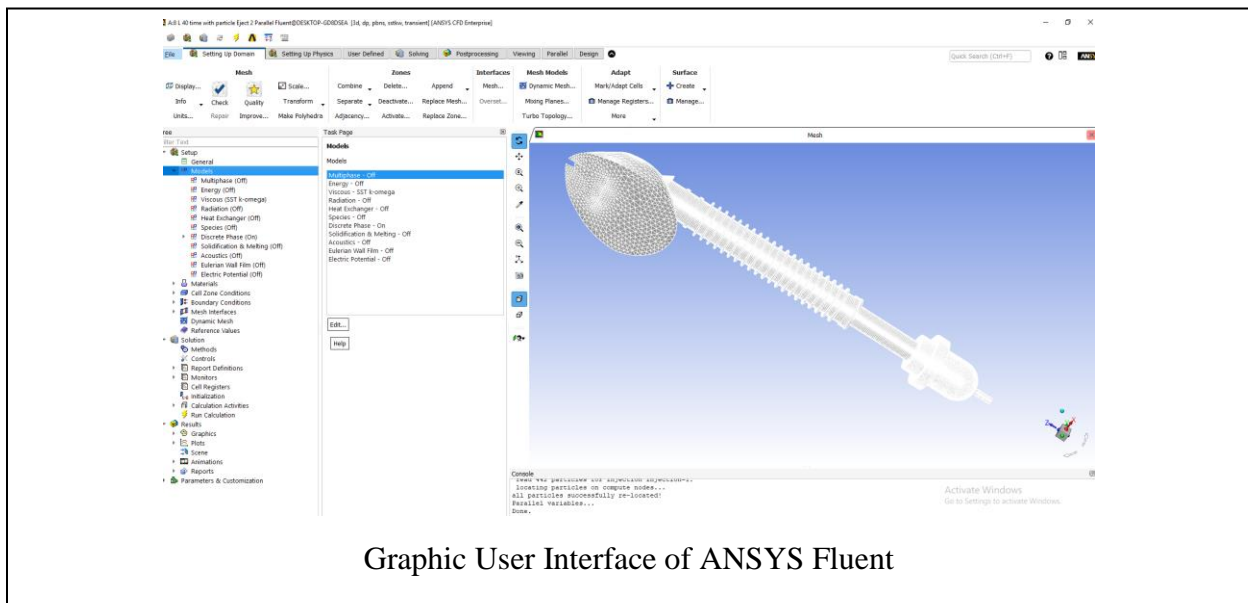 A:8 L 40 time with particle Eject 2 Parallel Fluent@DESKTOP-GD8DSEA [3d, dp, pbns, sstkw, transient] [ANSYS CFD Enterprise]
File Setting Up Domain Setting Up Physics User Defined Solving Postprocessing Viewing Parallel Design Quick Search (Ctrl+F) ANS
Mesh Zones Interfaces Mesh Models Adapt Surface
Display... Scale... Combine Delete... Append Mesh... Dynamic Mesh... Mark/Adapt Cells Create
Info Check Quality Transform Separate Deactivate... Replace Mesh... Overset... Mixing Planes... Manage Registers... Manage...
Units... Repair Improve... Make Polyhedra Adjacency... Activate... Replace Zone... Turbo Topology... More
ree
lter Text
Setup
General
Models
Multiphase (Off)
Energy (Off)
Viscous (SST k-omega)
Radiation (Off)
Heat Exchanger (Off)
Species (Off)
Discrete Phase (On)
Solidification & Melting (Off)
Acoustics (Off)
Eulerian Wall Film (Off)
Electric Potential (Off)
Materials
Cell Zone Conditions
Boundary Conditions
Mesh Interfaces
Dynamic Mesh
Reference Values
Solution
Methods
Controls
Report Definitions
Monitors
Cell Registers
Initialization
Calculation Activities
Run Calculation
Results
Graphics
Plots
Scene
Animations
Reports
Parameters & Customization
Task Page
Models
Models
Multiphase - Off
Energy - Off
Viscous - SST k-omega
Radiation - Off
Heat Exchanger - Off
Species - Off
Discrete Phase - On
Solidification & Melting - Off
Acoustics - Off
Eulerian Wall Film - Off
Electric Potential - Off
Edit...
Help
Mesh
Z X
Console
read 445 particles for injection injection-1.
locating particles on compute nodes...
all particles successfully re-located!
Parallel variables...
Done.
Activate Windows
Go to Settings to activate Windows.
Graphic User Interface of ANSYS Fluent